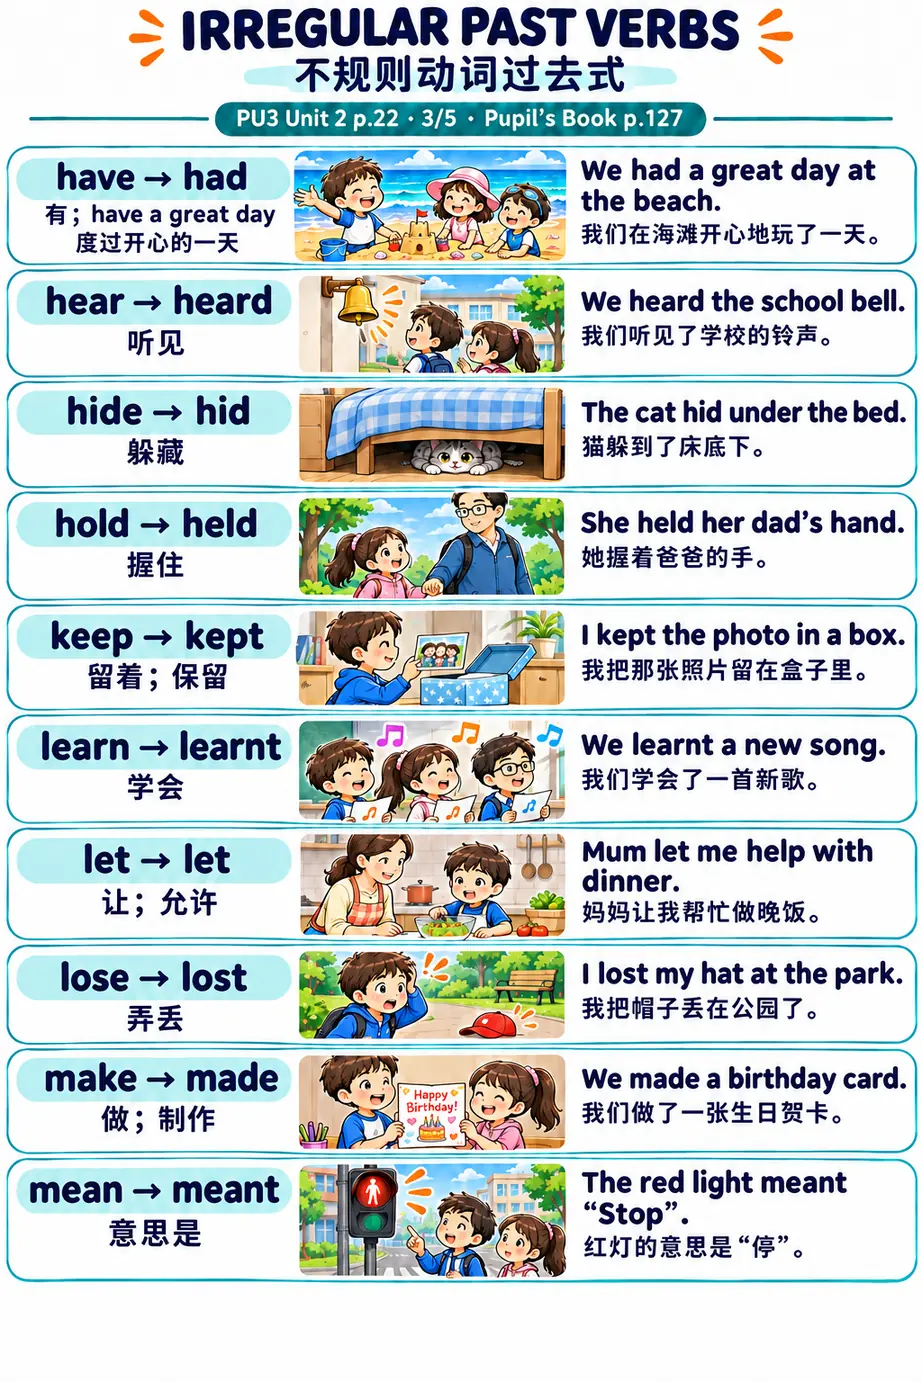 IRREGULAR PAST VERBS
不规则动词过去式
PU3 Unit 2 p.22 · 3/5 · Pupil's Book p.127
have → had
有；have a great day
度过开心的一天
We had a great day at
the beach.
我们在海滩开心地玩了一天。
hear → heard
听见
We heard the school bell.
我们听见了学校的铃声。
hide → hid
躲藏
The cat hid under the bed.
猫躲到了床底下。
hold → held
握住
She held her dad's hand.
她握着爸爸的手。
keep → kept
留着；保留
I kept the photo in a box.
我把那张照片留在盒子里。
learn → learnt
学会
We learnt a new song.
我们学会了一首新歌。
let → let
让；允许
Mum let me help with
dinner.
妈妈让我帮忙做晚饭。
lose → lost
弄丢
I lost my hat at the park.
我把帽子丢在公园了。
make → made
做；制作
Happy
Birthday!
We made a birthday card.
我们做了一张生日贺卡。
mean → meant
意思是
The red light meant
“Stop”.
红灯的意思是“停”。